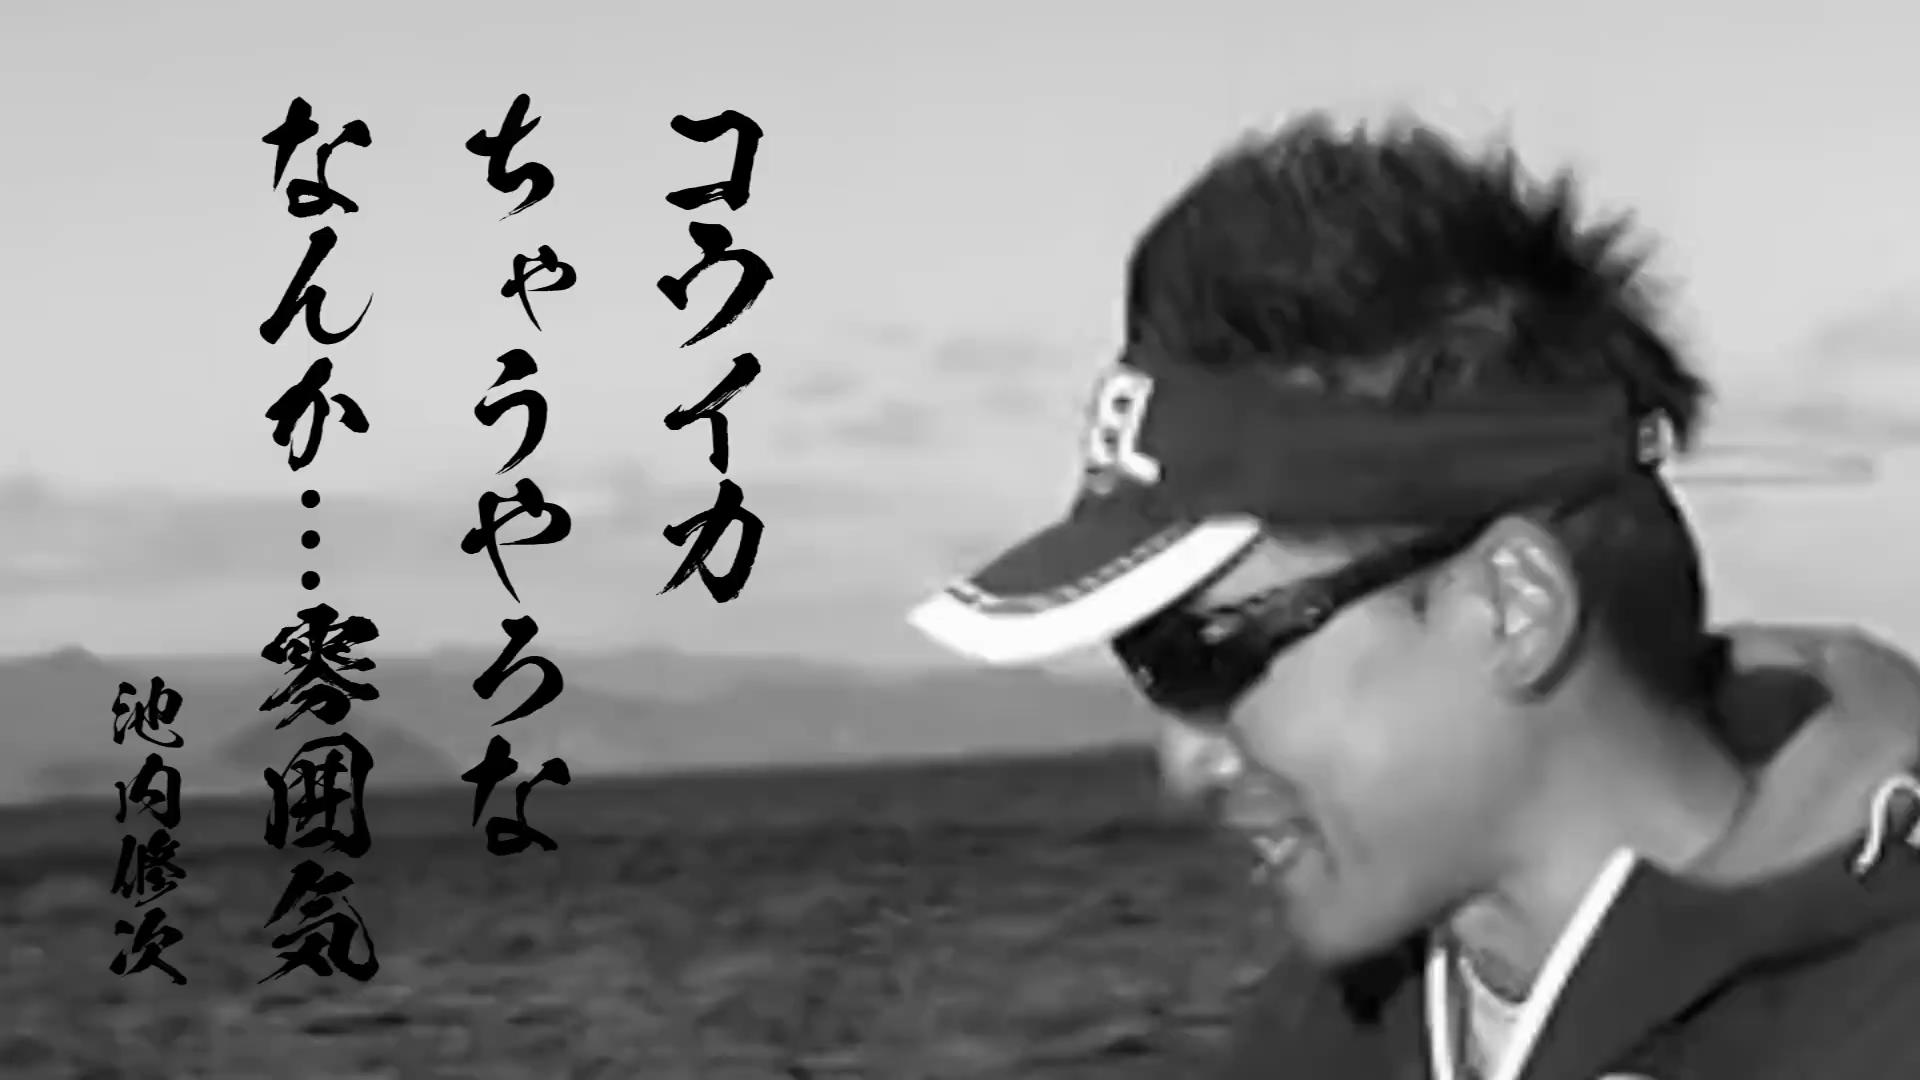 コウイカ
ちゃうやろな
なんか…雰囲気
池内修次